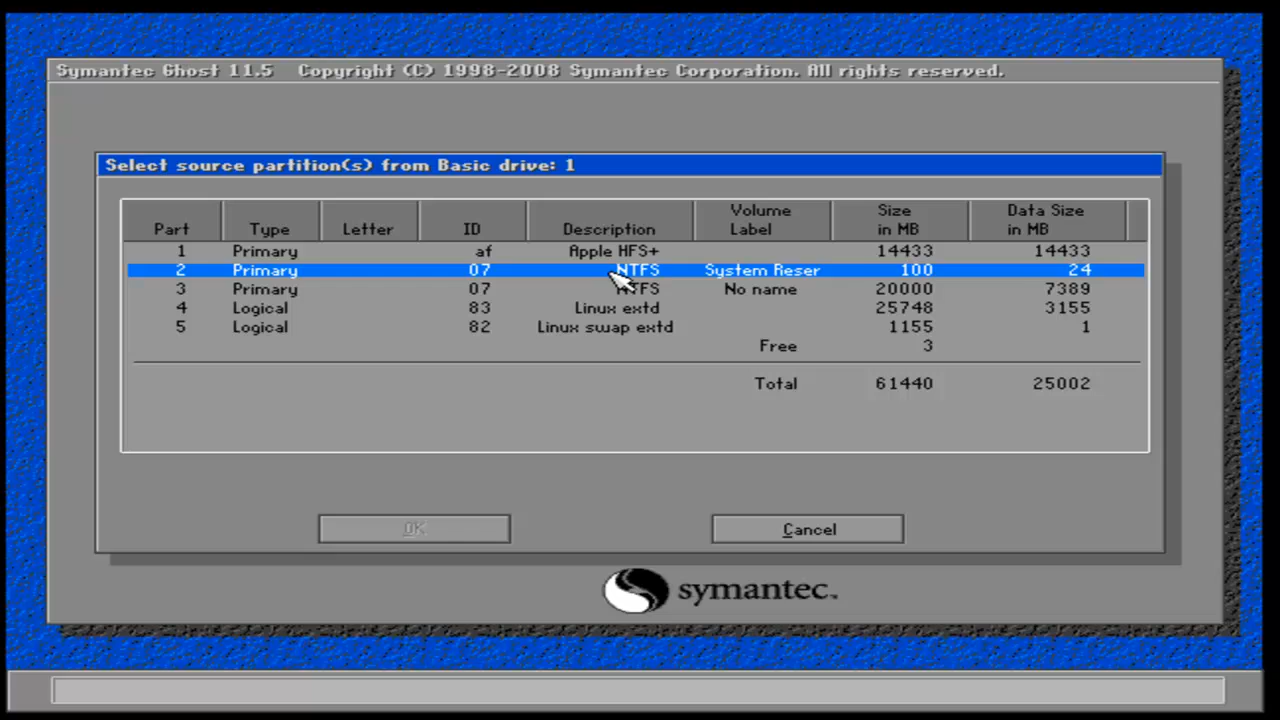 Symantec Ghost 11.5 Copyright (C) 1998-2008 Symantec Corporation. All rights reserved.
Select source partition(s) from Basic drive: 1
Part Type Letter ID Description Volume Label Size in MB Data Size in MB
1 Primary af Apple HFS+ 14433 14433
2 Primary 07 NTFS System Reser 100 24
3 Primary 07 NTFS No name 20000 7389
4 Logical 83 Linux extd 25748 3155
5 Logical 82 Linux swap extd 1155 1
Free 3
Total 61440 25002
OK Cancel
symantec.